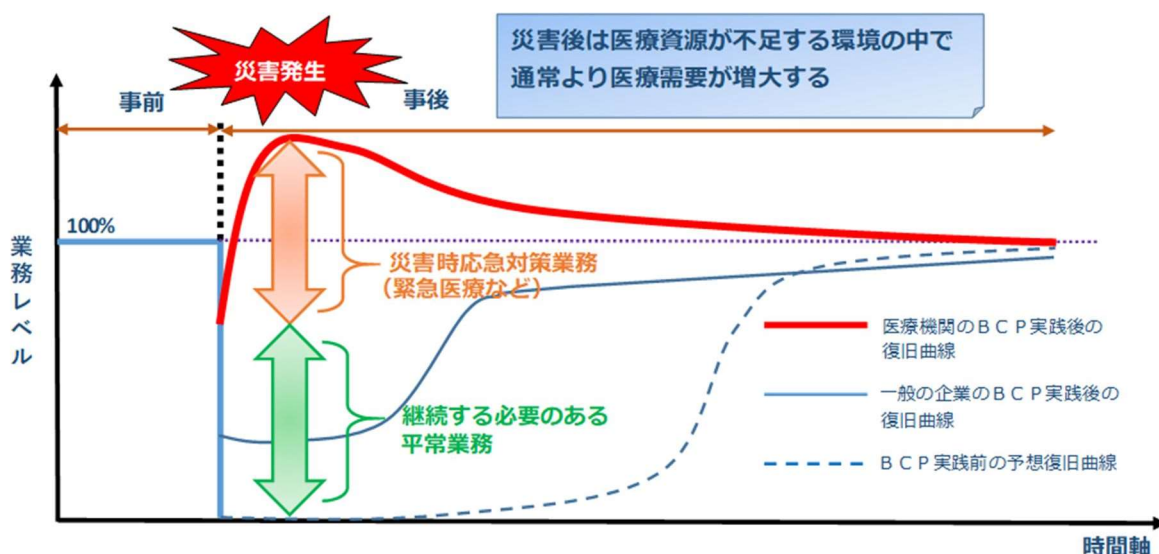 災害発生
災害後は医療資源が不足する環境の中で
通常より医療需要が増大する
事前
事後
100%
業務レベル
災害時応急対策業務
（緊急医療など）
継続する必要のある
平常業務
医療機関のＢＣＰ実践後の
復旧曲線
一般の企業のＢＣＰ実践後の
復旧曲線
ＢＣＰ実践前の予想復旧曲線
時間軸